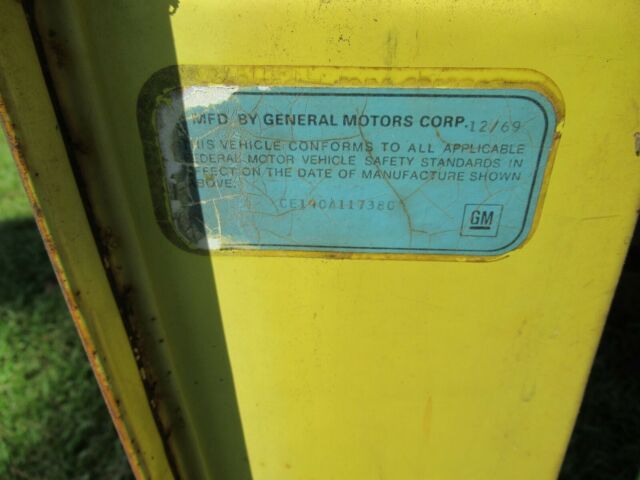 MFD. BY GENERAL MOTORS CORP. 12/69
THIS VEHICLE CONFORMS TO ALL APPLICABLE
FEDERAL MOTOR VEHICLE SAFETY STANDARDS IN
EFFECT ON THE DATE OF MANUFACTURE SHOWN
ABOVE.
GM